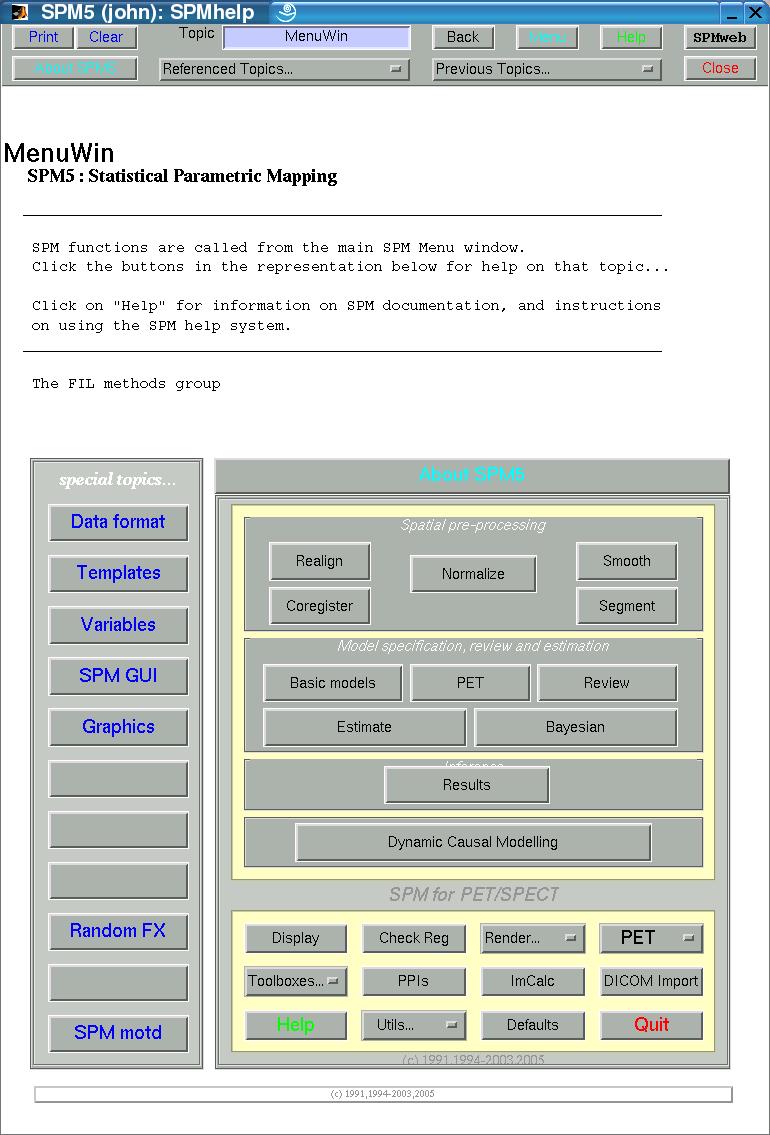 SPM5 (john): SPMhelp
Print Clear Topic MenuWin Back Menu Help SPMweb
About SPM5 Referenced Topics... Previous Topics... Close
MenuWin
SPM5 : Statistical Parametric Mapping
SPM functions are called from the main SPM Menu window.
Click the buttons in the representation below for help on that topic...
Click on "Help" for information on SPM documentation, and instructions
on using the SPM help system.
The FIL methods group
special topics...
Data format
Templates
Variables
SPM GUI
Graphics
Random FX
SPM motd
About SPM5
Spatial pre-processing
Realign Normalize Smooth
Coregister Segment
Model specification, review and estimation
Basic models PET Review
Estimate Bayesian
Inference
Results
Dynamic Causal Modelling
SPM for PET/SPECT
Display Check Reg Render... PET
Toolboxes... PPIs ImCalc DICOM Import
Help Utils... Defaults Quit
(c) 1991,1994-2003,2005
(c) 1991,1994-2003,2005